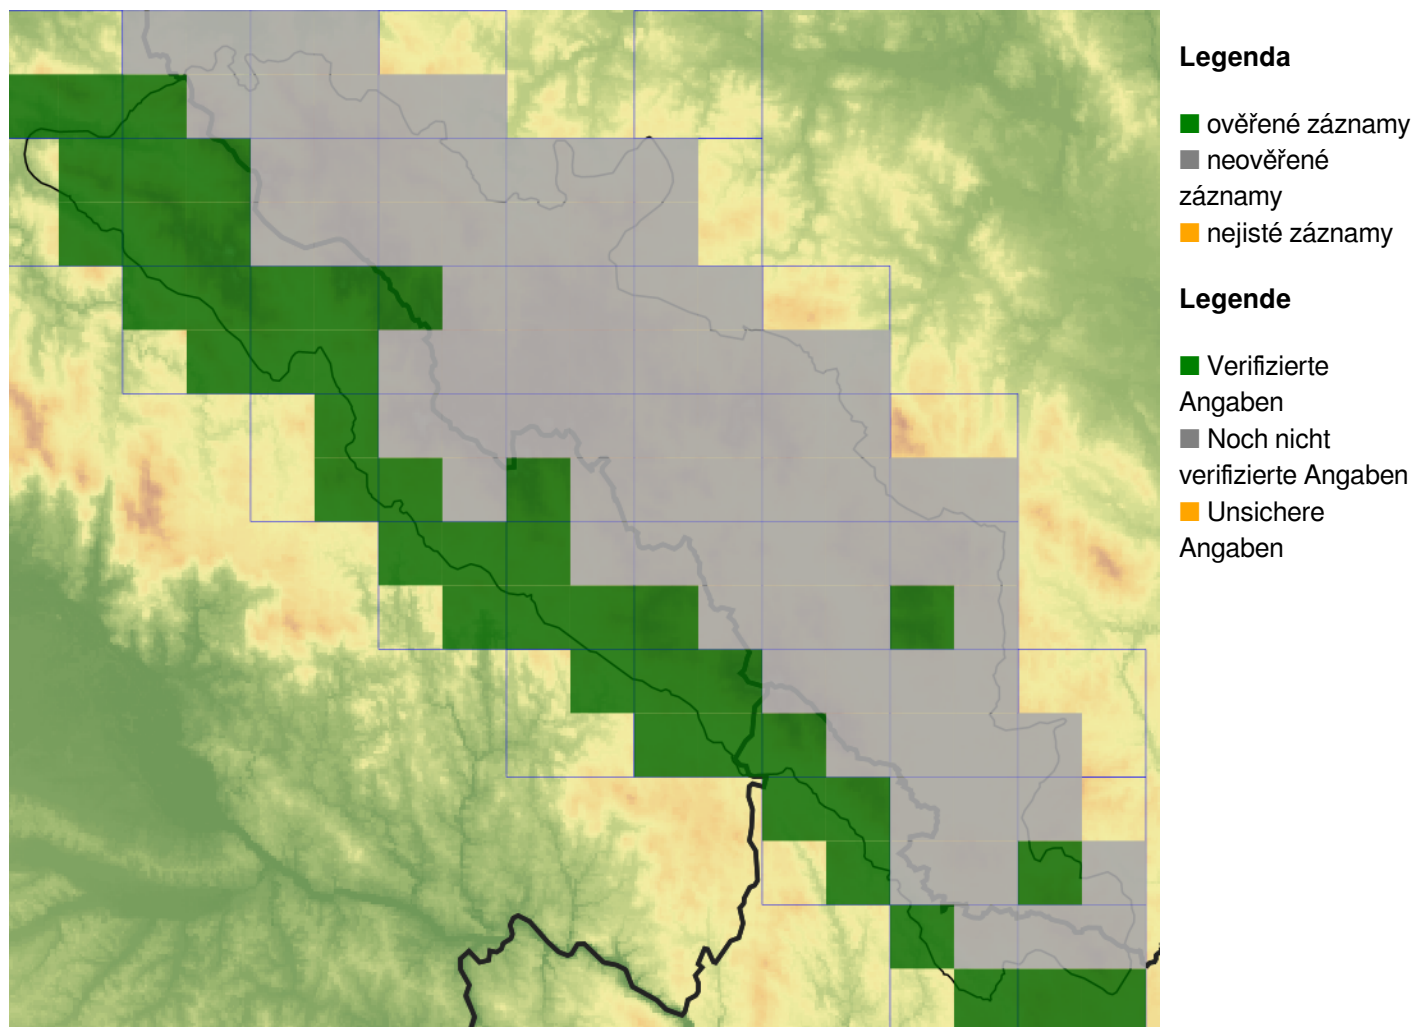 Legenda
ověřené záznamy
neověřené
záznamy
nejisté záznamy
Legende
Verifizierte
Angaben
Noch nicht
verifizierte Angaben
Unsichere
Angaben